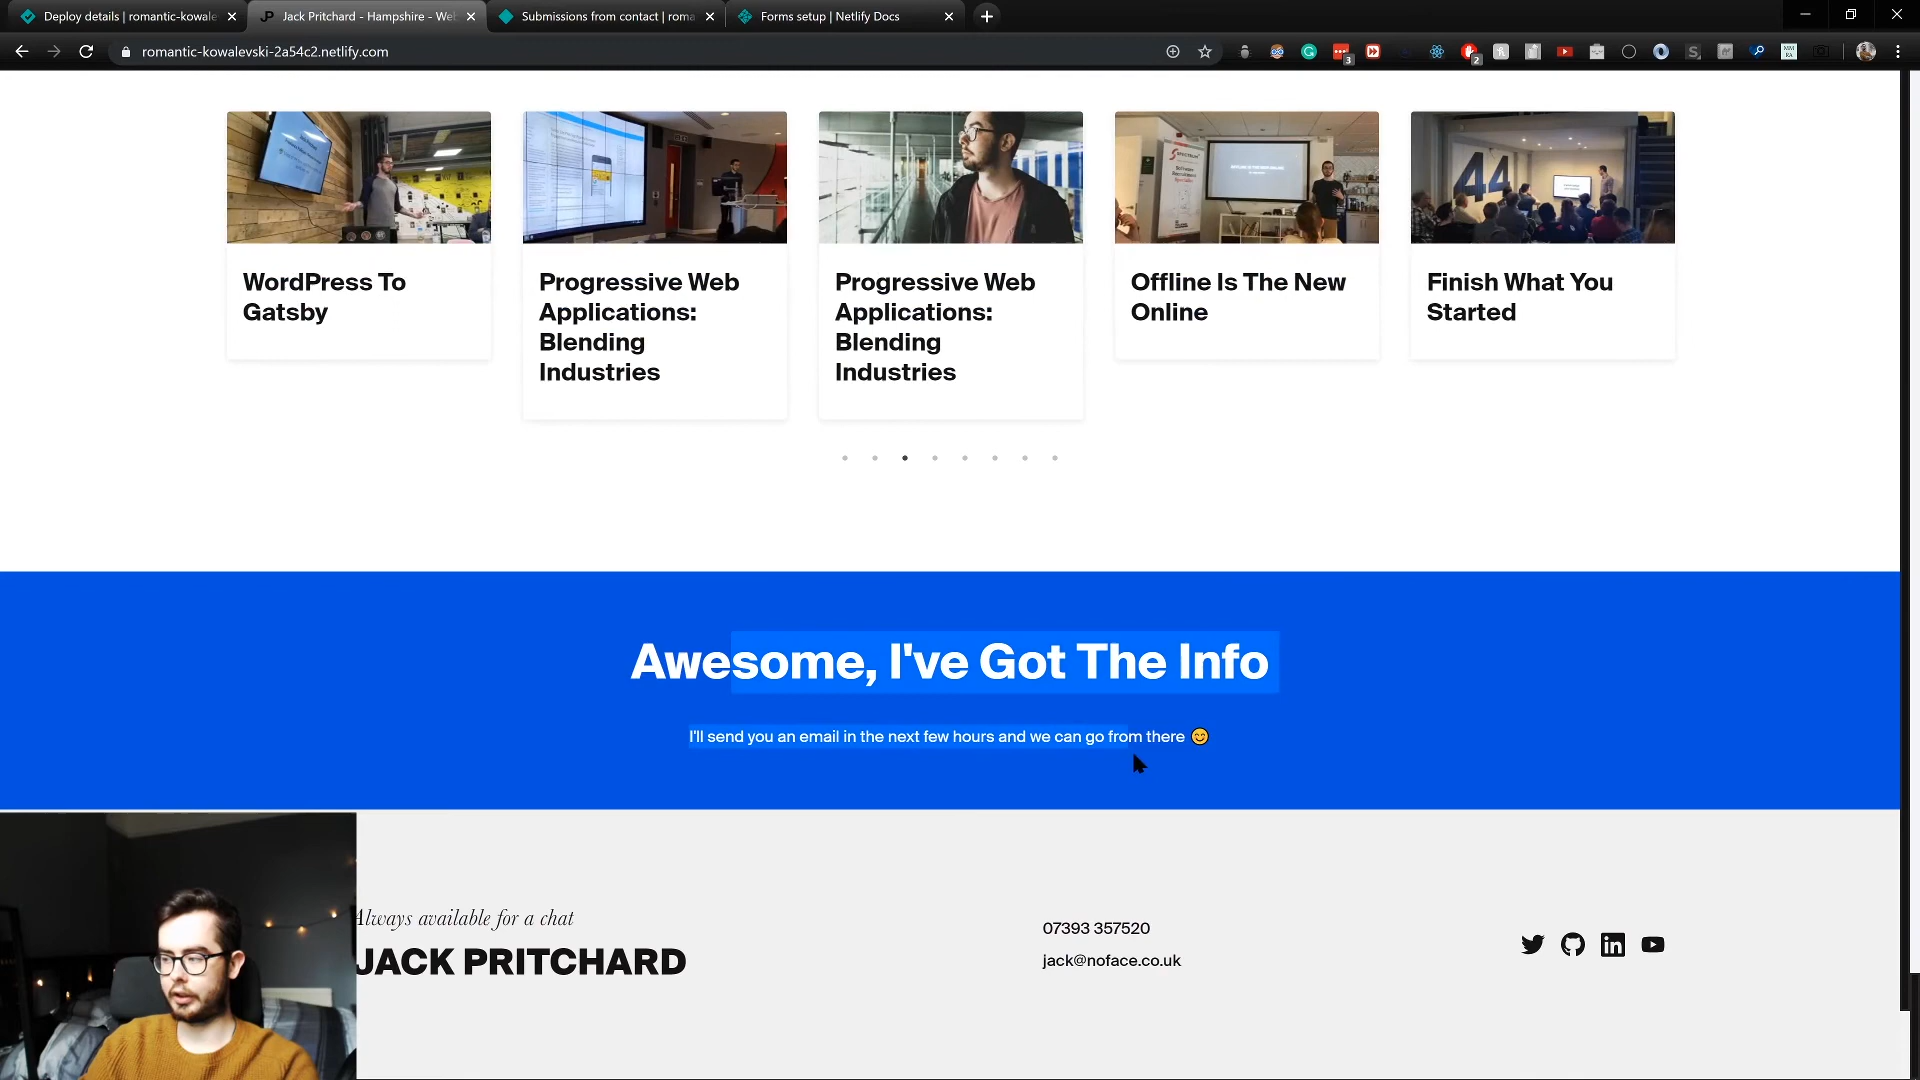 Deploy details | romantic-kowale
Jack Pritchard - Hampshire - Web
Submissions from contact | roma
Forms setup | Netlify Docs
romantic-kowalevski-2a54c2.netlify.com
3
2
WordPress To
Gatsby
Progressive Web
Applications:
Blending
Industries
Progressive Web
Applications:
Blending
Industries
Offline Is The New
Online
Finish What You
Started
Awesome, I've Got The Info
I'll send you an email in the next few hours and we can go from there 😊
Always available for a chat
JACK PRITCHARD
07393 357520
jack@noface.co.uk